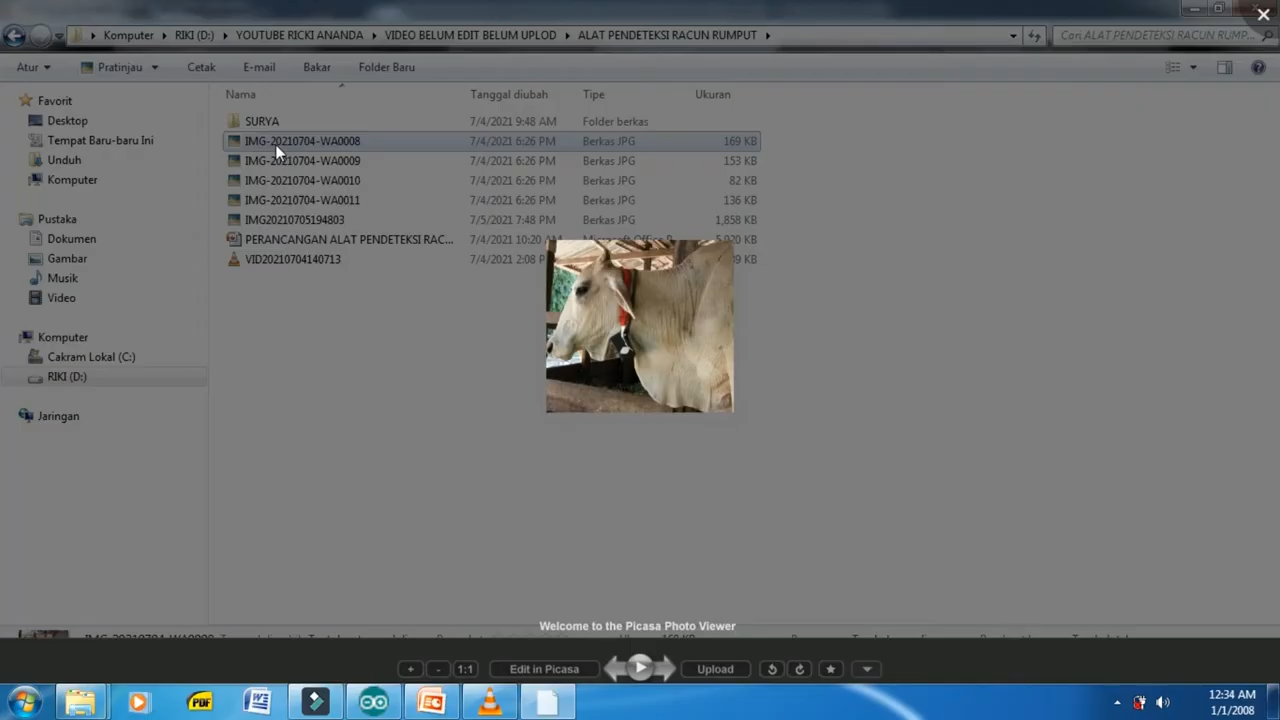 Komputer RIKI (D:) YOUTUBE RICKI ANANDA VIDEO BELUM EDIT BELUM UPLOD ALAT PENDETEKSI RACUN RUMPUT Cari ALAT PENDETEKSI RACUN RUMP...
Atur Pratinjau Cetak E-mail Bakar Folder Baru
Nama Tanggal diubah Tipe Ukuran
Favorit
Desktop
Tempat Baru-baru Ini
Unduh
Komputer
Pustaka
Dokumen
Gambar
Musik
Video
Komputer
Cakram Lokal (C:)
RIKI (D:)
Jaringan
SURYA 7/4/2021 9:48 AM Folder berkas
IMG-20210704-WA0008 7/4/2021 6:26 PM Berkas JPG 169 KB
IMG-20210704-WA0009 7/4/2021 6:26 PM Berkas JPG 153 KB
IMG-20210704-WA0010 7/4/2021 6:26 PM Berkas JPG 82 KB
IMG-20210704-WA0011 7/4/2021 6:26 PM Berkas JPG 136 KB
IMG20210705194803 7/5/2021 7:48 PM Berkas JPG 1,858 KB
PERANCANGAN ALAT PENDETEKSI RAC... 7/4/2021 10:20 AM Microsoft Office KB
VID20210704140713 7/4/2021 2:08 KB
Welcome to the Picasa Photo Viewer
+ - 1:1 Edit in Picasa Upload
PDF
12:34 AM
1/1/2008